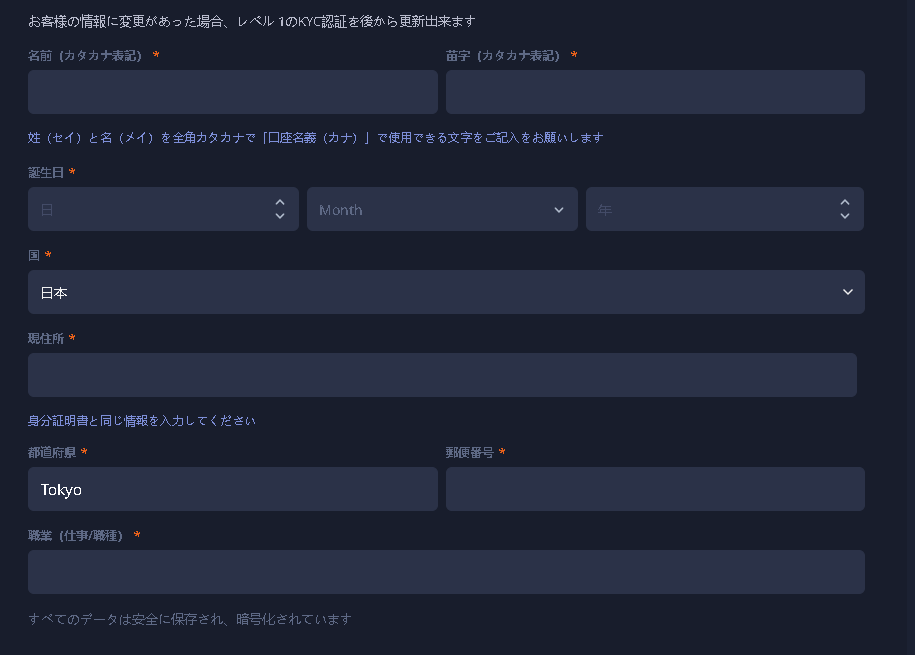 お客様の情報に変更があった場合、レベル 1のKYC認証を後から更新出来ます
名前（カタカナ表記） * 苗字（カタカナ表記） *
姓（セイ）と名（メイ）を全角カタカナで「口座名義（カナ）」で使用できる文字をご記入をお願いします
誕生日 *
日 Month 年
国 *
日本
現住所 *
身分証明書と同じ情報を入力してください
都道府県 * 郵便番号 *
Tokyo
職業（仕事/職種） *
すべてのデータは安全に保存され、暗号化されています